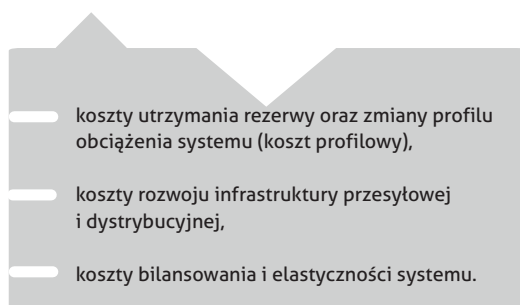 koszty utrzymania rezerwy oraz zmiany profilu
obciążenia systemu (koszt profilowy),
koszty rozwoju infrastruktury przesyłowej
i dystrybucyjnej,
koszty bilansowania i elastyczności systemu.